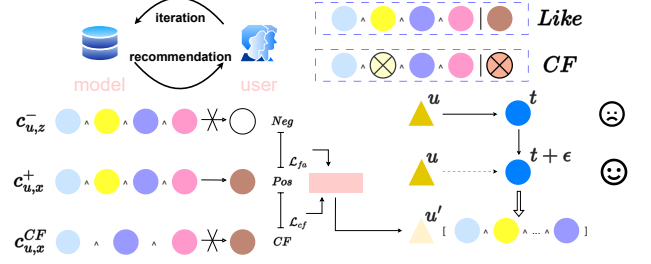 iteration
recommendation
model
user
∧ ∧ ∧ | Like
∧ ∧ ∧ | CF
c⁻_{u,z} ∧ ∧ ∧ Neg
𝓛_{fa}
c⁺_{u,x} ∧ ∧ ∧ Pos
𝓛_{cf}
c^{CF}_{u,x} ∧ ∧ CF
u t
u t + ϵ
u′ [ ∧ ∧ ... ∧ ]